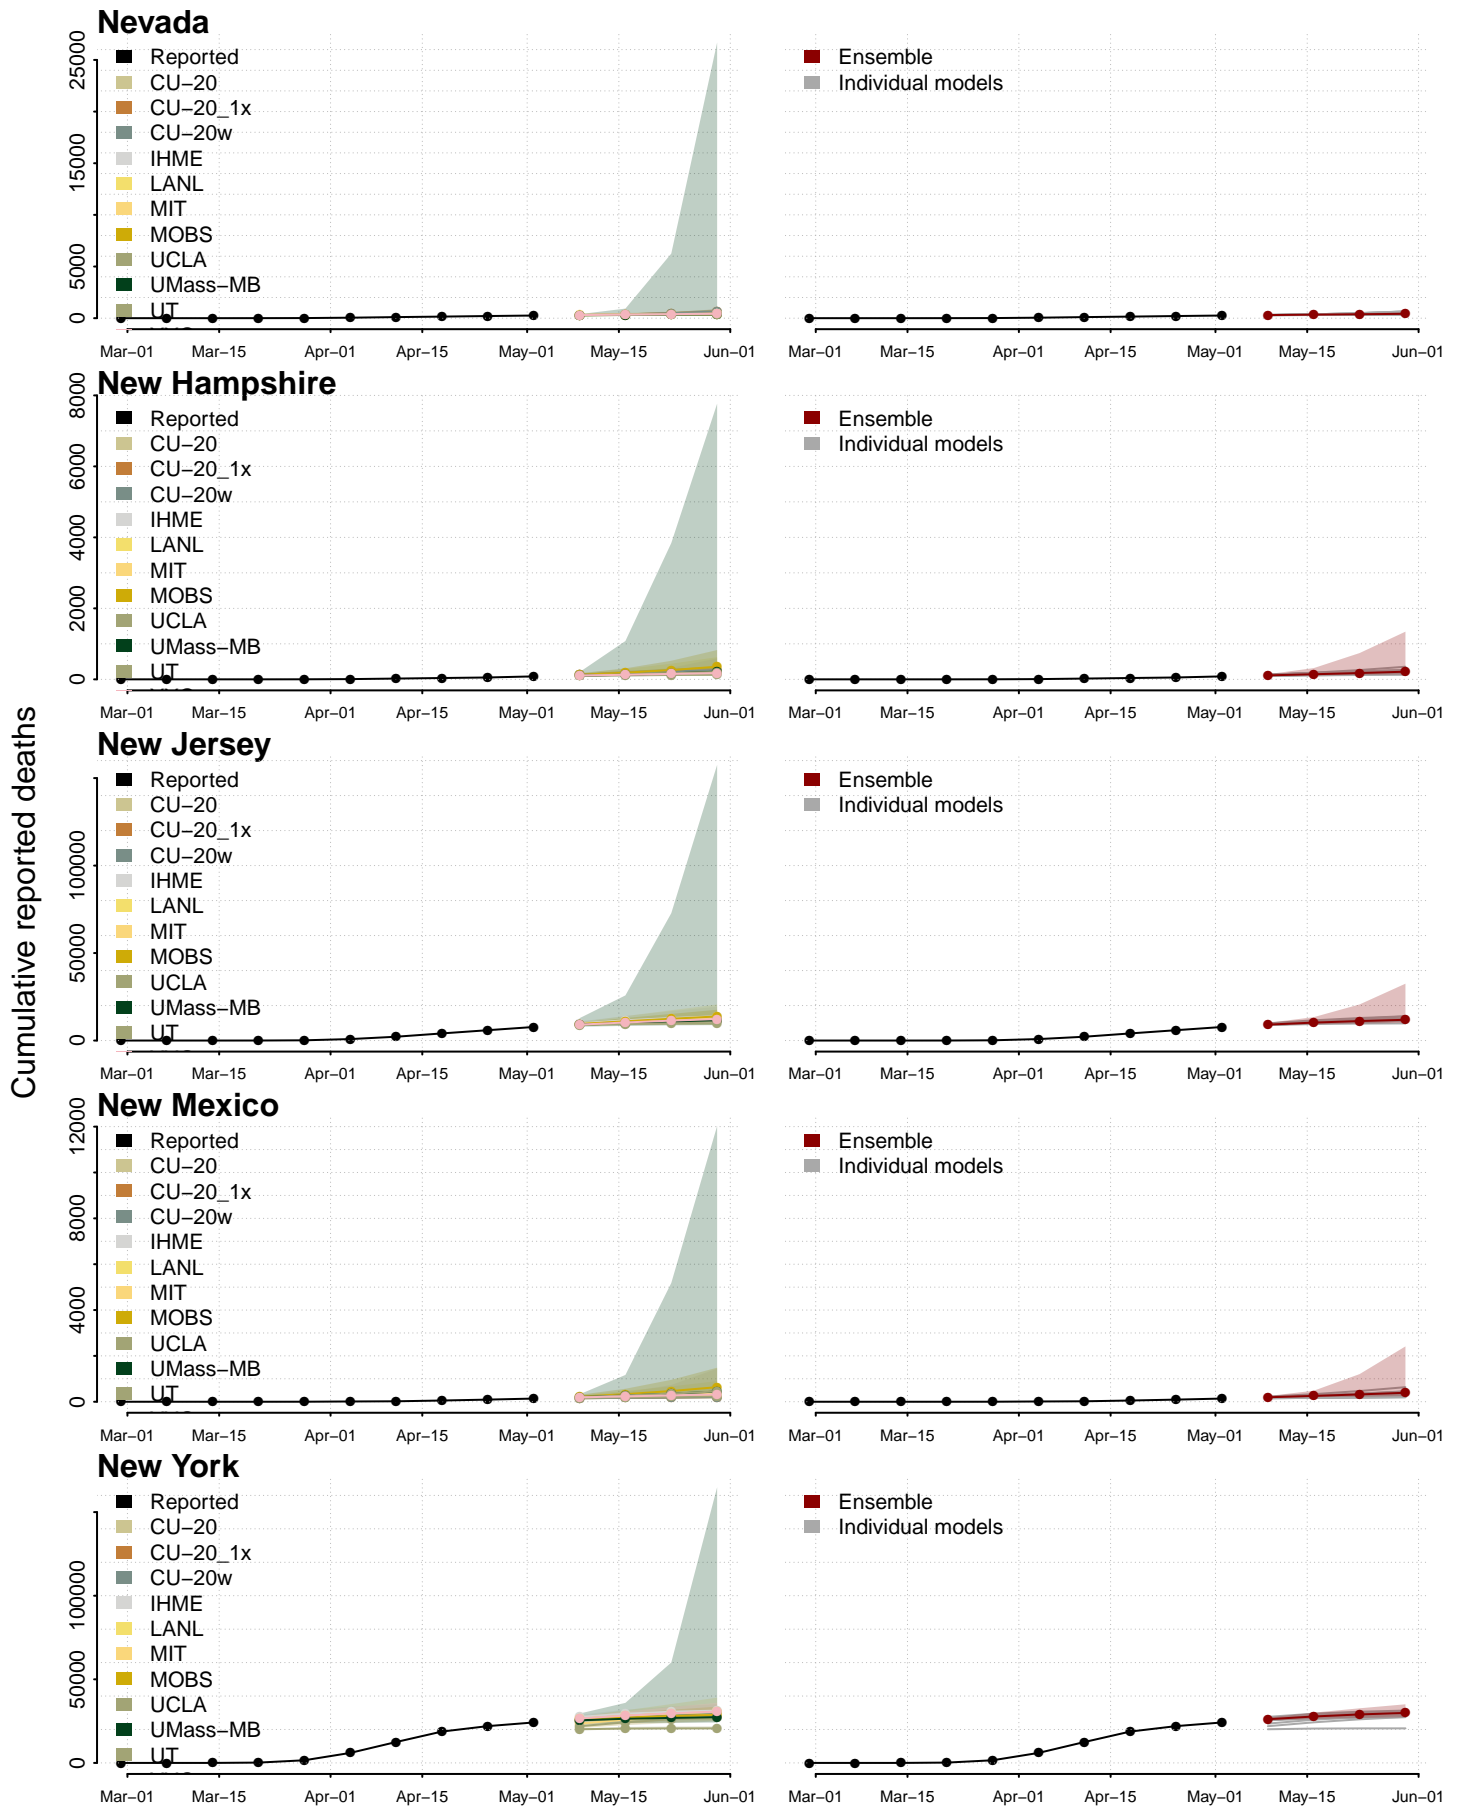 Cumulative reported deaths
Nevada
25000
15000
5000
0
Reported
CU−20
CU−20_1x
CU−20w
IHME
LANL
MIT
MOBS
UCLA
UMass−MB
UT
Mar−01 Mar−15 Apr−01 Apr−15 May−01 May−15 Jun−01
Ensemble
Individual models
Mar−01 Mar−15 Apr−01 Apr−15 May−01 May−15 Jun−01
New Hampshire
8000
6000
4000
2000
0
Reported
CU−20
CU−20_1x
CU−20w
IHME
LANL
MIT
MOBS
UCLA
UMass−MB
UT
Mar−01 Mar−15 Apr−01 Apr−15 May−01 May−15 Jun−01
Ensemble
Individual models
Mar−01 Mar−15 Apr−01 Apr−15 May−01 May−15 Jun−01
New Jersey
100000
50000
0
Reported
CU−20
CU−20_1x
CU−20w
IHME
LANL
MIT
MOBS
UCLA
UMass−MB
UT
Mar−01 Mar−15 Apr−01 Apr−15 May−01 May−15 Jun−01
Ensemble
Individual models
Mar−01 Mar−15 Apr−01 Apr−15 May−01 May−15 Jun−01
New Mexico
12000
8000
4000
0
Reported
CU−20
CU−20_1x
CU−20w
IHME
LANL
MIT
MOBS
UCLA
UMass−MB
UT
Mar−01 Mar−15 Apr−01 Apr−15 May−01 May−15 Jun−01
Ensemble
Individual models
Mar−01 Mar−15 Apr−01 Apr−15 May−01 May−15 Jun−01
New York
100000
50000
0
Reported
CU−20
CU−20_1x
CU−20w
IHME
LANL
MIT
MOBS
UCLA
UMass−MB
UT
Mar−01 Mar−15 Apr−01 Apr−15 May−01 May−15 Jun−01
Ensemble
Individual models
Mar−01 Mar−15 Apr−01 Apr−15 May−01 May−15 Jun−01